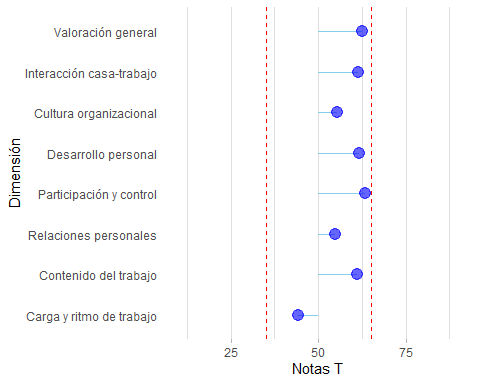 Valoración general
Interacción casa-trabajo
Cultura organizacional
Desarrollo personal
Participación y control
Relaciones personales
Contenido del trabajo
Carga y ritmo de trabajo
Dimensión
25 50 75
Notas T